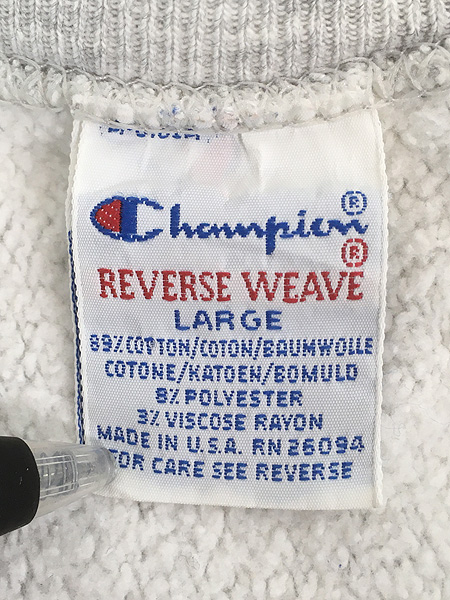 Champion®
®
REVERSE WEAVE
LARGE
89% COTTON/COTON/BAUMWOLLE
COTONE/KATOEN/BOMULD
8% POLYESTER
3% VISCOSE RAYON
MADE IN U.S.A. RN 26094
FOR CARE SEE REVERSE